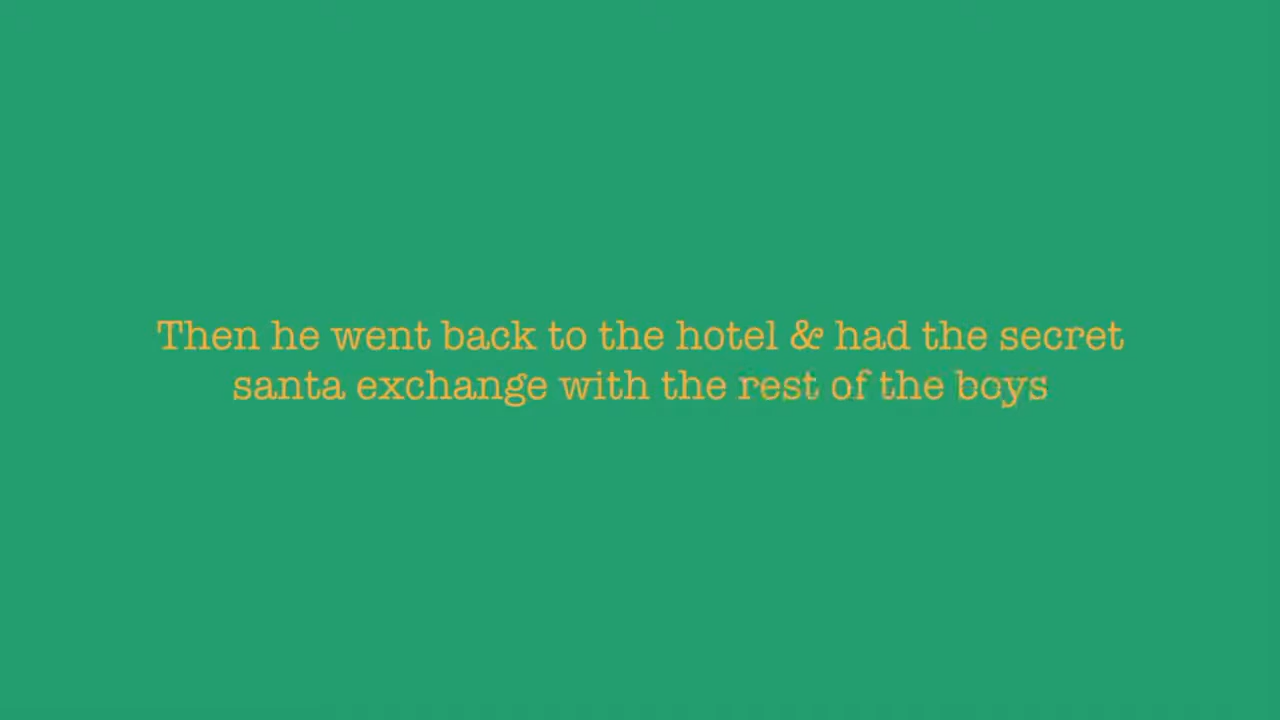 Then he went back to the hotel & had the secret
santa exchange with the rest of the boys